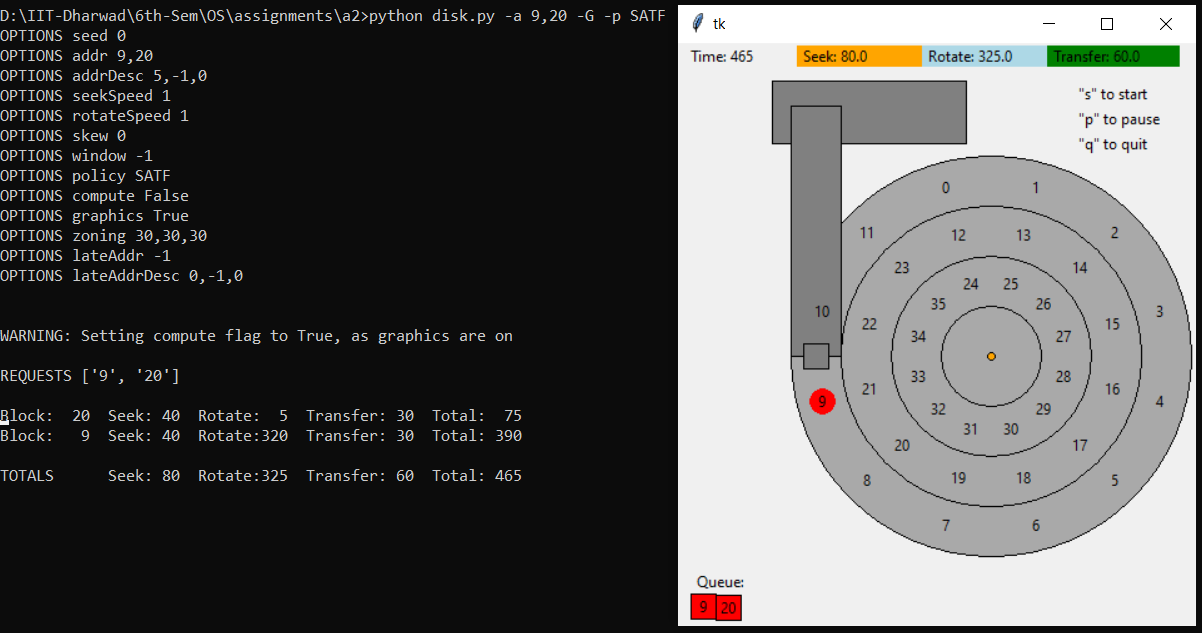 D:\IIT-Dharwad\6th-Sem\OS\assignments\a2>python disk.py -a 9,20 -G -p SATF
OPTIONS seed 0
OPTIONS addr 9,20
OPTIONS addrDesc 5,-1,0
OPTIONS seekSpeed 1
OPTIONS rotateSpeed 1
OPTIONS skew 0
OPTIONS window -1
OPTIONS policy SATF
OPTIONS compute False
OPTIONS graphics True
OPTIONS zoning 30,30,30
OPTIONS lateAddr -1
OPTIONS lateAddrDesc 0,-1,0
WARNING: Setting compute flag to True, as graphics are on
REQUESTS ['9', '20']
Block:  20  Seek: 40  Rotate:  5  Transfer: 30  Total:  75
Block:   9  Seek: 40  Rotate:320  Transfer: 30  Total: 390
TOTALS      Seek: 80  Rotate:325  Transfer: 60  Total: 465
tk
Time: 465 Seek: 80.0 Rotate: 325.0 Transfer: 60.0
"s" to start
"p" to pause
"q" to quit
0 1
11 12 13 2
23 14
24 25
35 26
10 22 15 3
34 27
33 28
21 16
9 4
32 29
31 30
20 17
8 19 18 5
7 6
Queue:
9 20